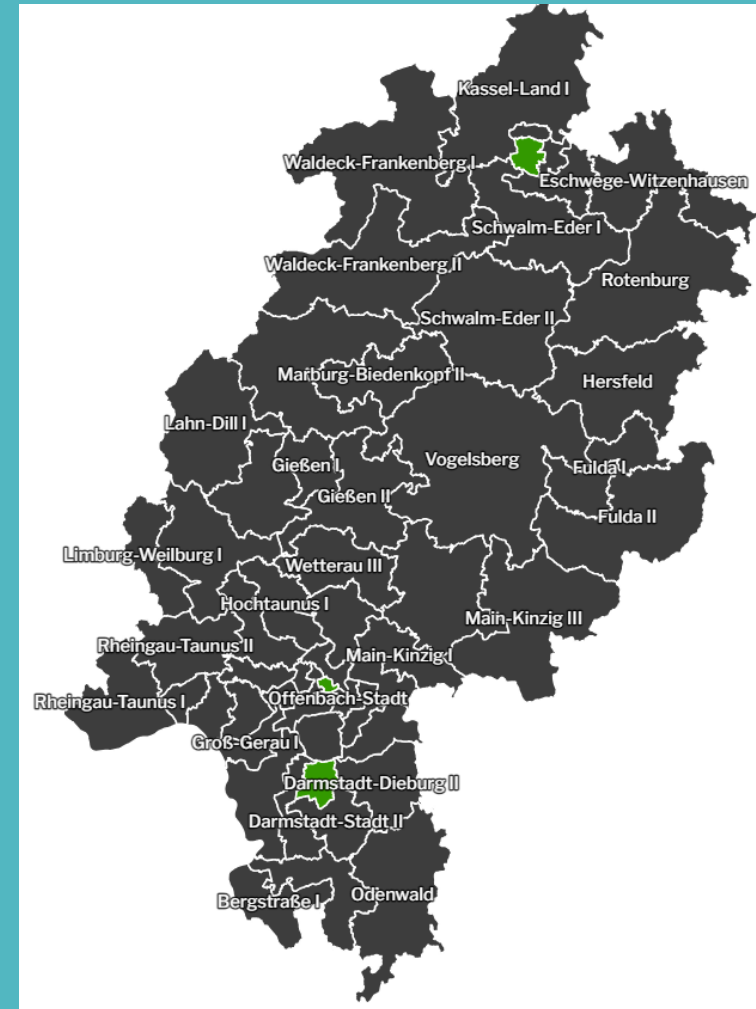 Kassel-Land I
Waldeck-Frankenberg I
Eschwege-Witzenhausen
Schwalm-Eder I
Waldeck-Frankenberg II
Rotenburg
Schwalm-Eder II
Marburg-Biedenkopf II
Hersfeld
Lahn-Dill I
Gießen I
Vogelsberg
Fulda I
Gießen II
Fulda II
Limburg-Weilburg I
Wetterau III
Hochtaunus I
Main-Kinzig III
Rheingau-Taunus II
Main-Kinzig I
Rheingau-Taunus I
Offenbach-Stadt
Groß-Gerau I
Darmstadt-Dieburg II
Darmstadt-Stadt II
Bergstraße I
Odenwald